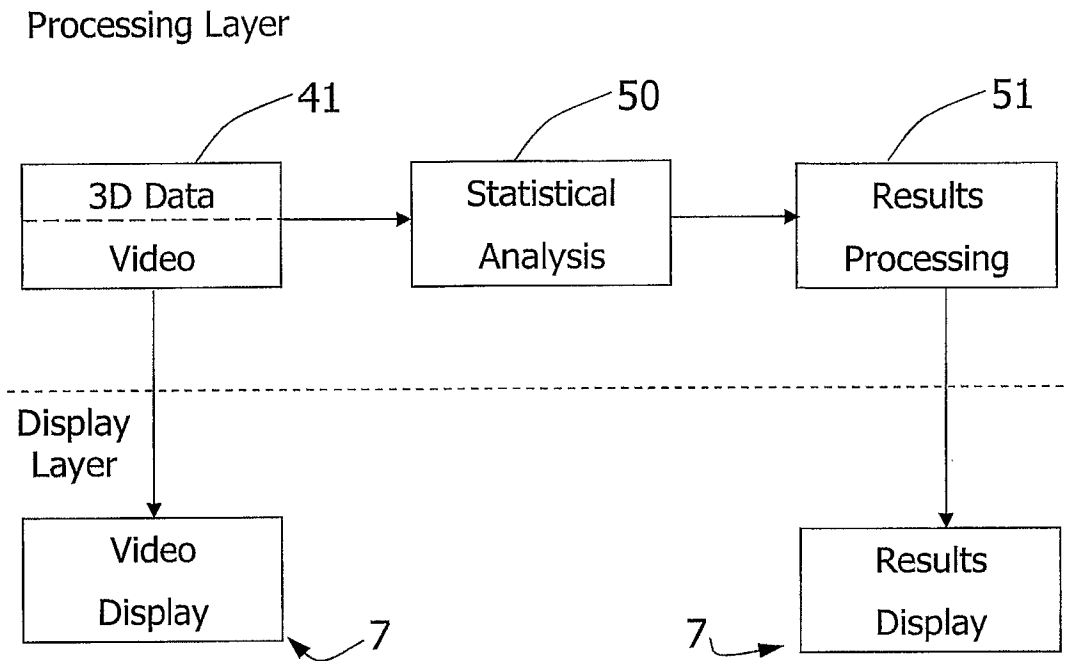 Processing Layer
41
50
51
3D Data
Video
Statistical
Analysis
Results
Processing
Display
Layer
Video
Display
7
7
Results
Display